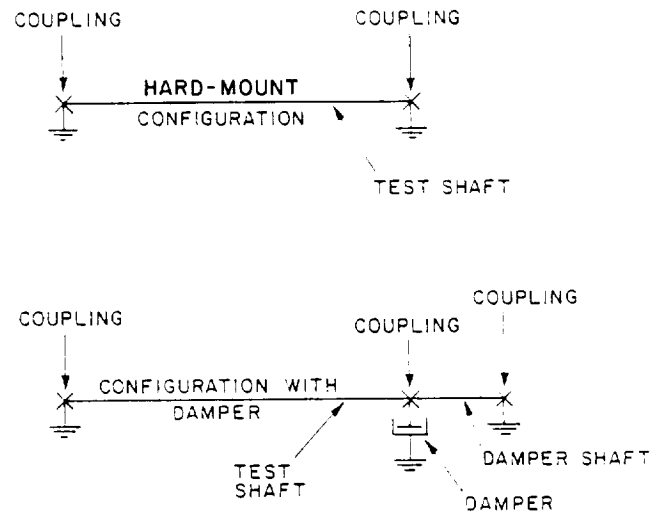 COUPLING
COUPLING
HARD-MOUNT
CONFIGURATION
TEST SHAFT
COUPLING
COUPLING
COUPLING
CONFIGURATION WITH
DAMPER
TEST
SHAFT
DAMPER SHAFT
DAMPER